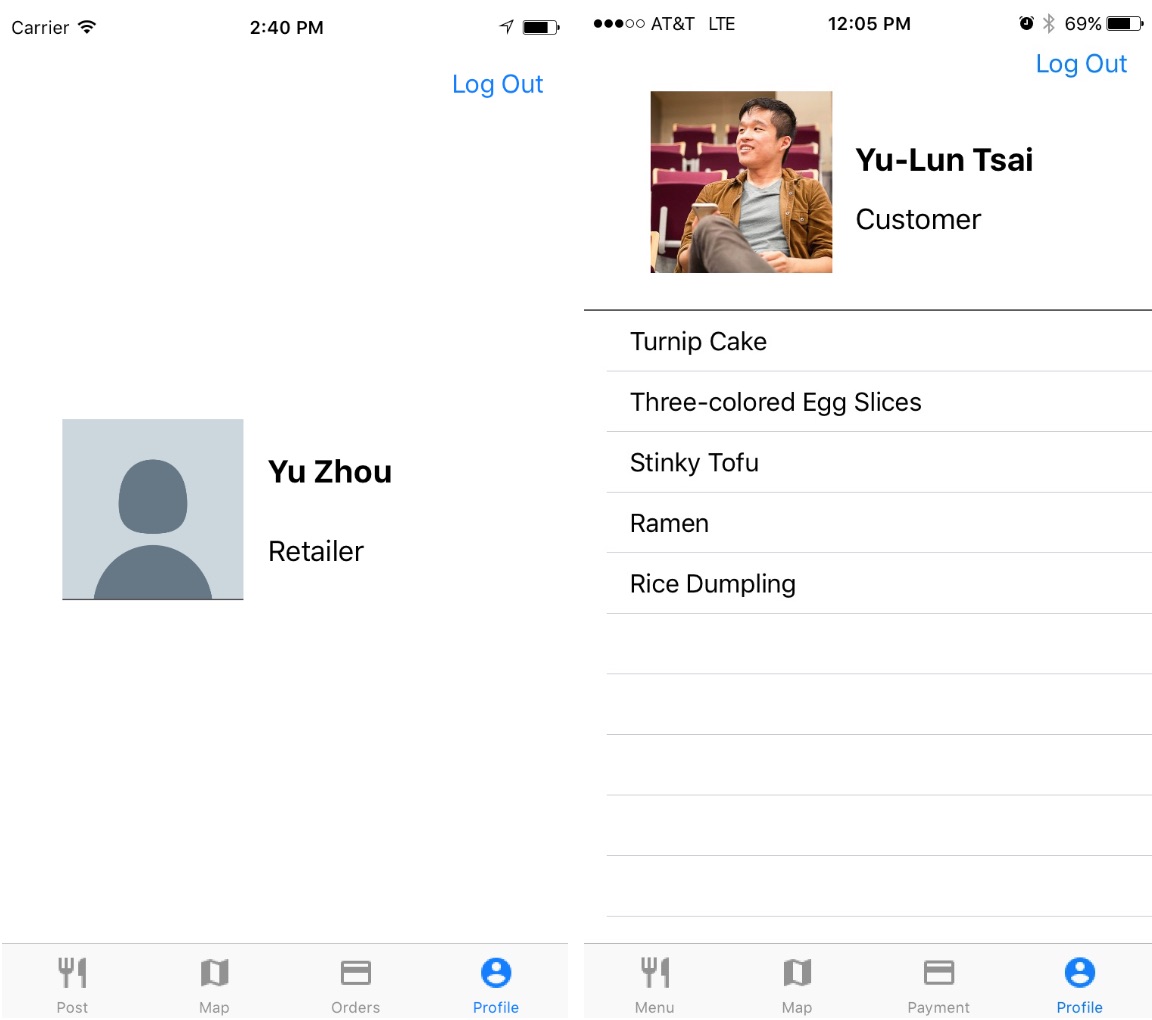 Carrier 2:40 PM
Log Out
Yu Zhou
Retailer
Post Map Orders Profile
AT&T LTE 12:05 PM 69%
Log Out
Yu-Lun Tsai
Customer
Turnip Cake
Three-colored Egg Slices
Stinky Tofu
Ramen
Rice Dumpling
Menu Map Payment Profile